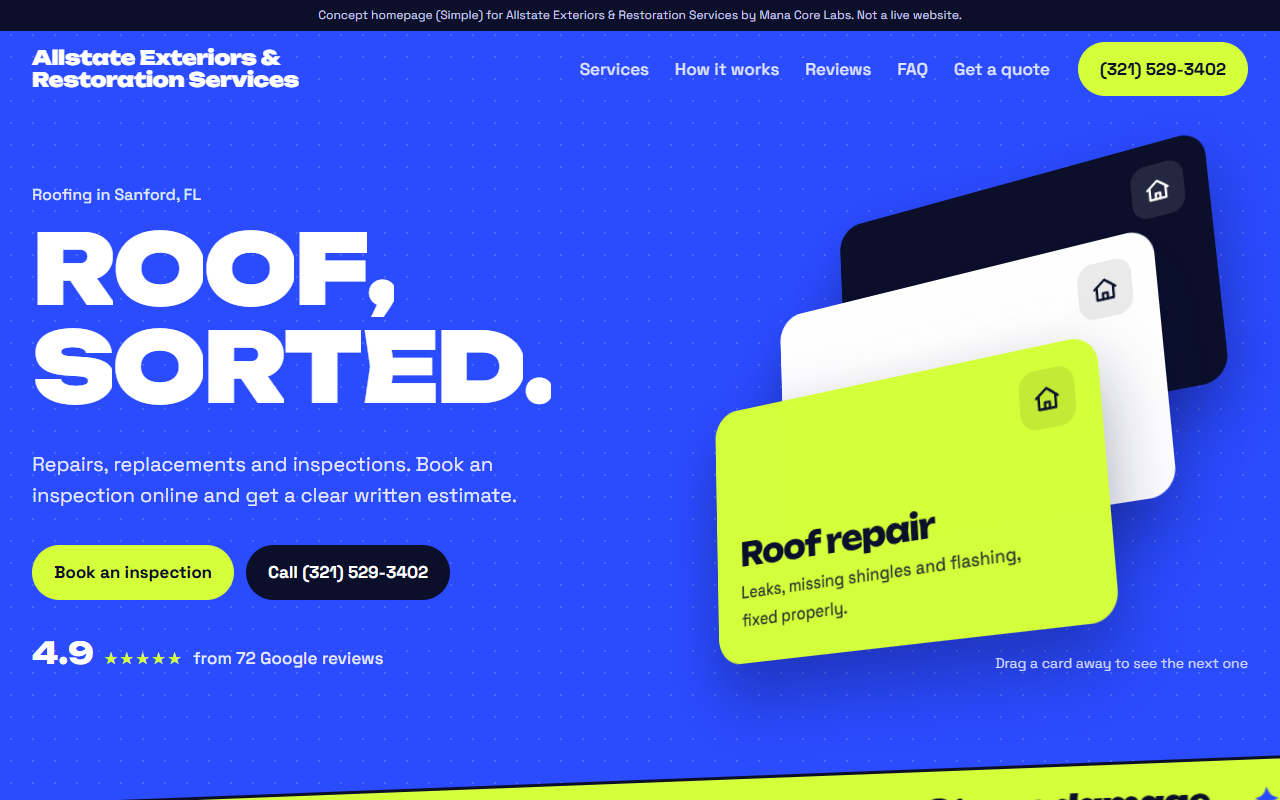 Concept homepage (Simple) for Allstate Exteriors & Restoration Services by Mana Core Labs. Not a live website.
Allstate Exteriors &
Restoration Services
Services
How it works
Reviews
FAQ
Get a quote
(321) 529-3402
Roofing in Sanford, FL
ROOF,
SORTED.
Repairs, replacements and inspections. Book an
inspection online and get a clear written estimate.
Book an inspection
Call (321) 529-3402
4.9 ★★★★★ from 72 Google reviews
Roof repair
Leaks, missing shingles and flashing,
fixed properly.
Drag a card away to see the next one